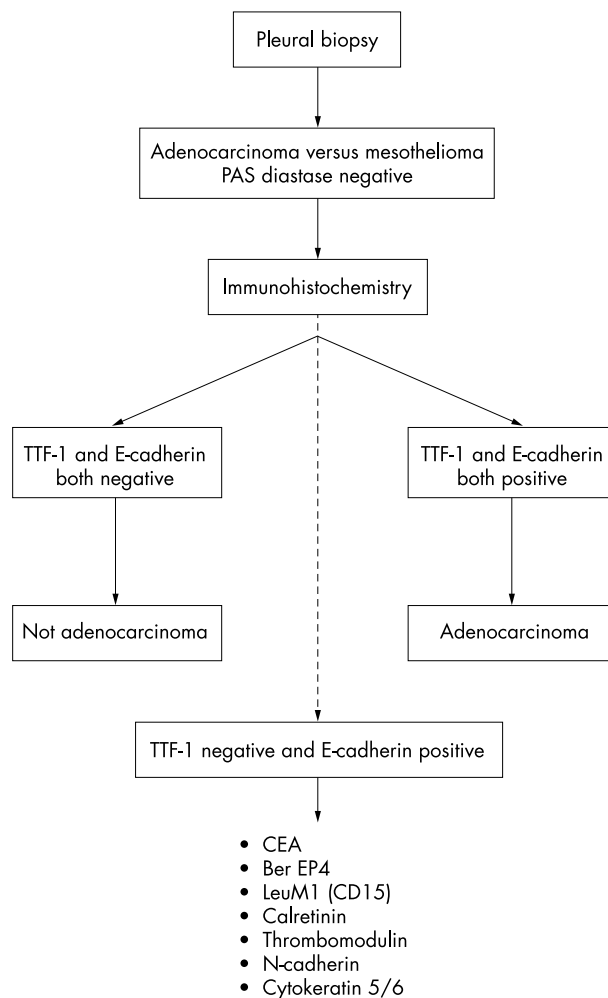 Pleural biopsy
Adenocarcinoma versus mesothelioma
PAS diastase negative
Immunohistochemistry
TTF-1 and E-cadherin
both negative
TTF-1 and E-cadherin
both positive
Not adenocarcinoma
Adenocarcinoma
TTF-1 negative and E-cadherin positive
• CEA
• Ber EP4
• LeuM1 (CD15)
• Calretinin
• Thrombomodulin
• N-cadherin
• Cytokeratin 5/6